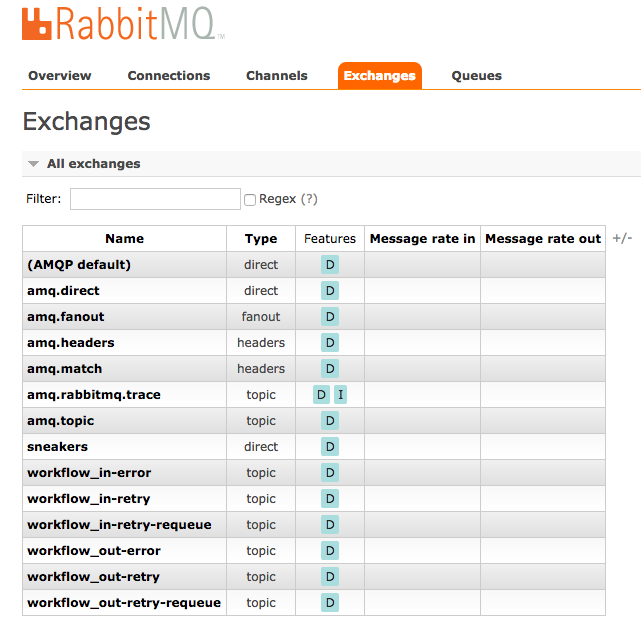 RabbitMQ™
Overview Connections Channels Exchanges Queues
Exchanges
All exchanges
Filter: Regex (?)
Name Type Features Message rate in Message rate out +/-
(AMQP default) direct D
amq.direct direct D
amq.fanout fanout D
amq.headers headers D
amq.match headers D
amq.rabbitmq.trace topic D I
amq.topic topic D
sneakers direct D
workflow_in-error topic D
workflow_in-retry topic D
workflow_in-retry-requeue topic D
workflow_out-error topic D
workflow_out-retry topic D
workflow_out-retry-requeue topic D